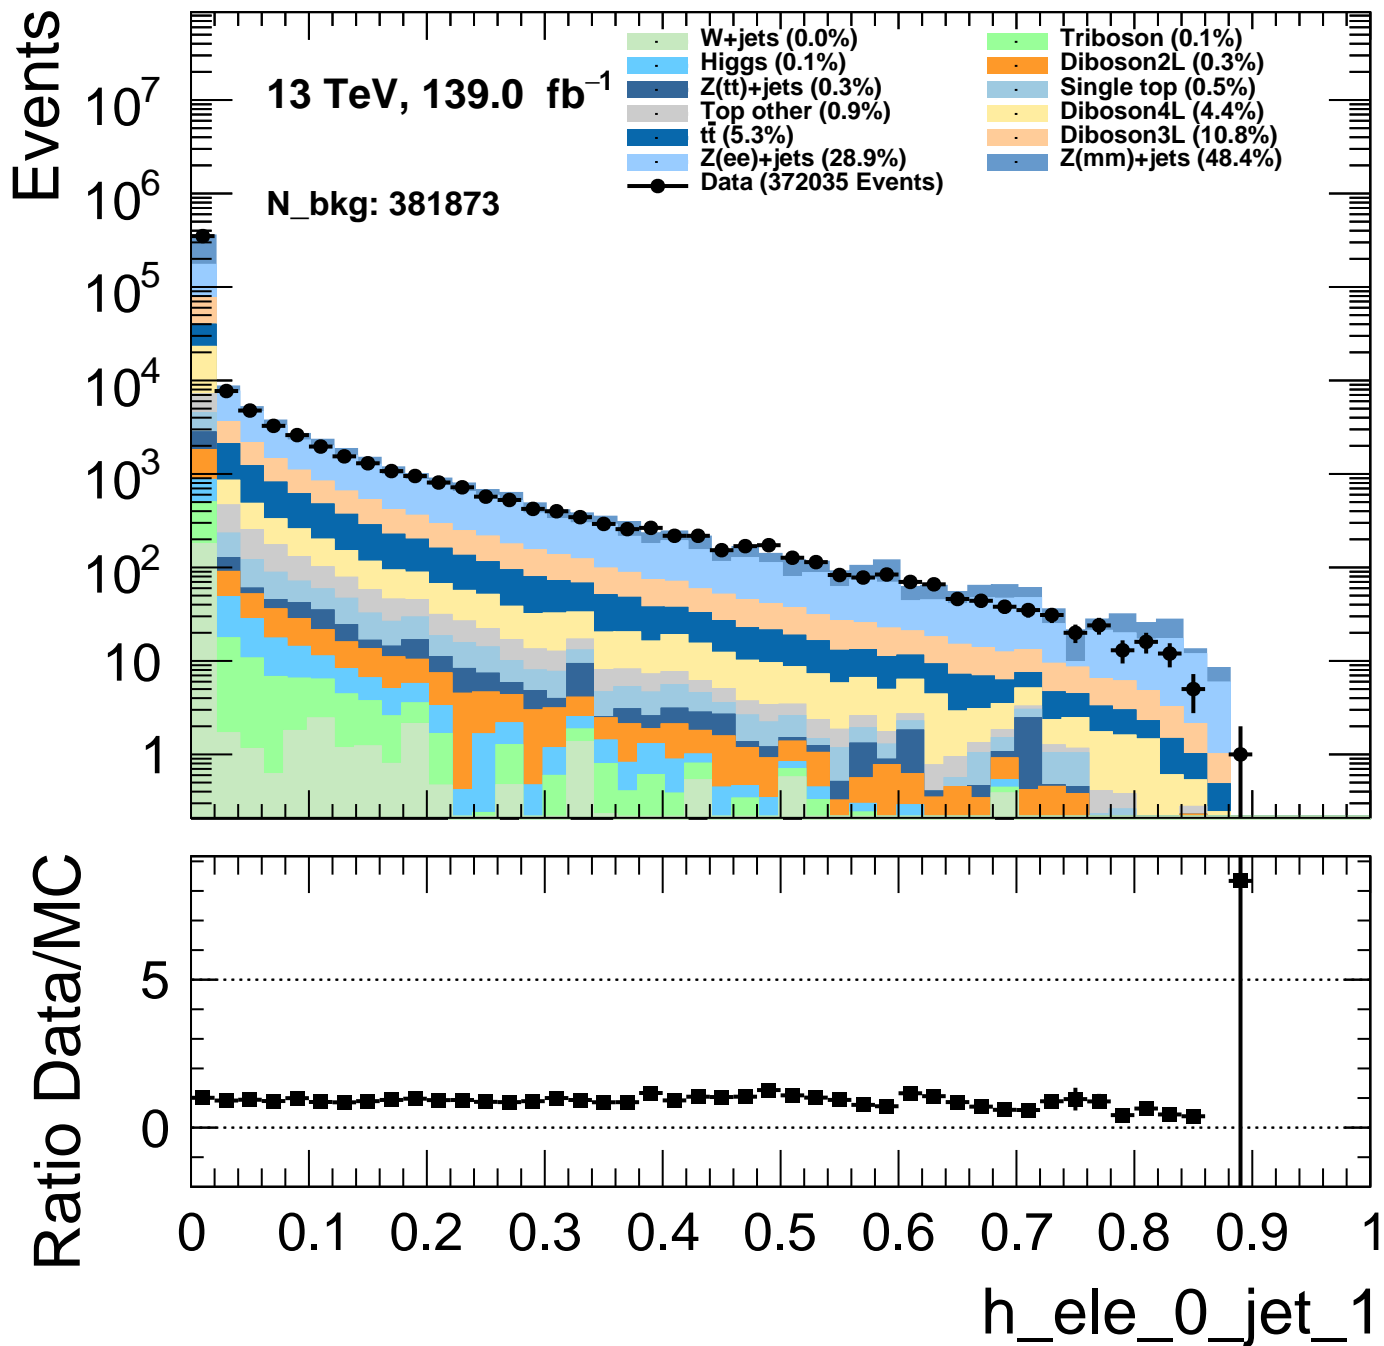 Events
10⁷
10⁶
10⁵
10⁴
10³
10²
10
1
13 TeV, 139.0 fb⁻¹
N_bkg: 381873
W+jets (0.0%)
Triboson (0.1%)
Higgs (0.1%)
Diboson2L (0.3%)
Z(tt)+jets (0.3%)
Single top (0.5%)
Top other (0.9%)
Diboson4L (4.4%)
tt̄ (5.3%)
Diboson3L (10.8%)
Z(ee)+jets (28.9%)
Z(mm)+jets (48.4%)
Data (372035 Events)
Ratio Data/MC
5
0
0 0.1 0.2 0.3 0.4 0.5 0.6 0.7 0.8 0.9 1
h_ele_0_jet_1